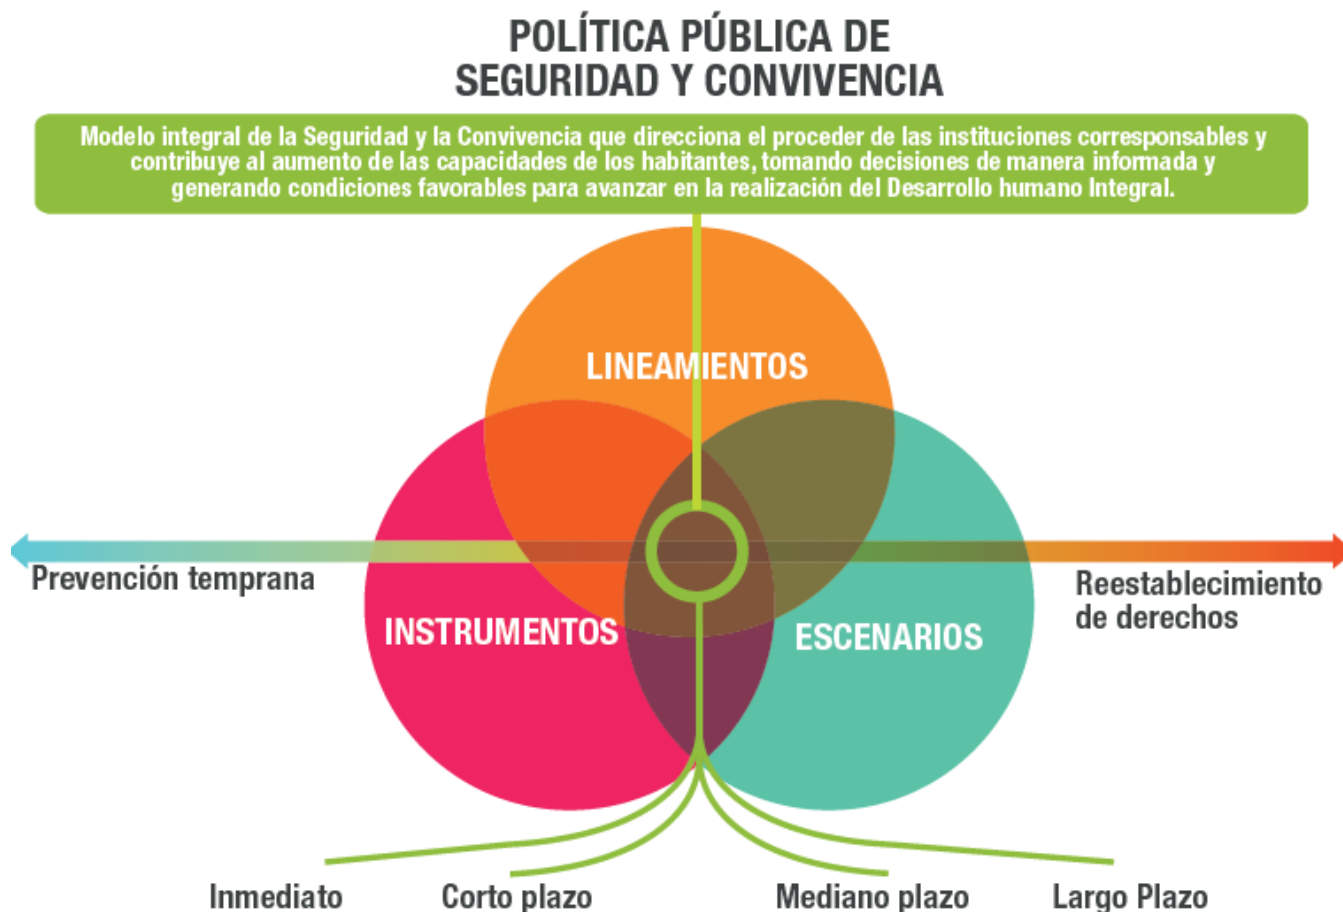 POLÍTICA PÚBLICA DE
SEGURIDAD Y CONVIVENCIA
Modelo integral de la Seguridad y la Convivencia que direcciona el proceder de las instituciones corresponsables y
contribuye al aumento de las capacidades de los habitantes, tomando decisiones de manera informada y
generando condiciones favorables para avanzar en la realización del Desarrollo humano Integral.
LINEAMIENTOS
Prevención temprana
Reestablecimiento
de derechos
INSTRUMENTOS
ESCENARIOS
Inmediato
Corto plazo
Mediano plazo
Largo Plazo